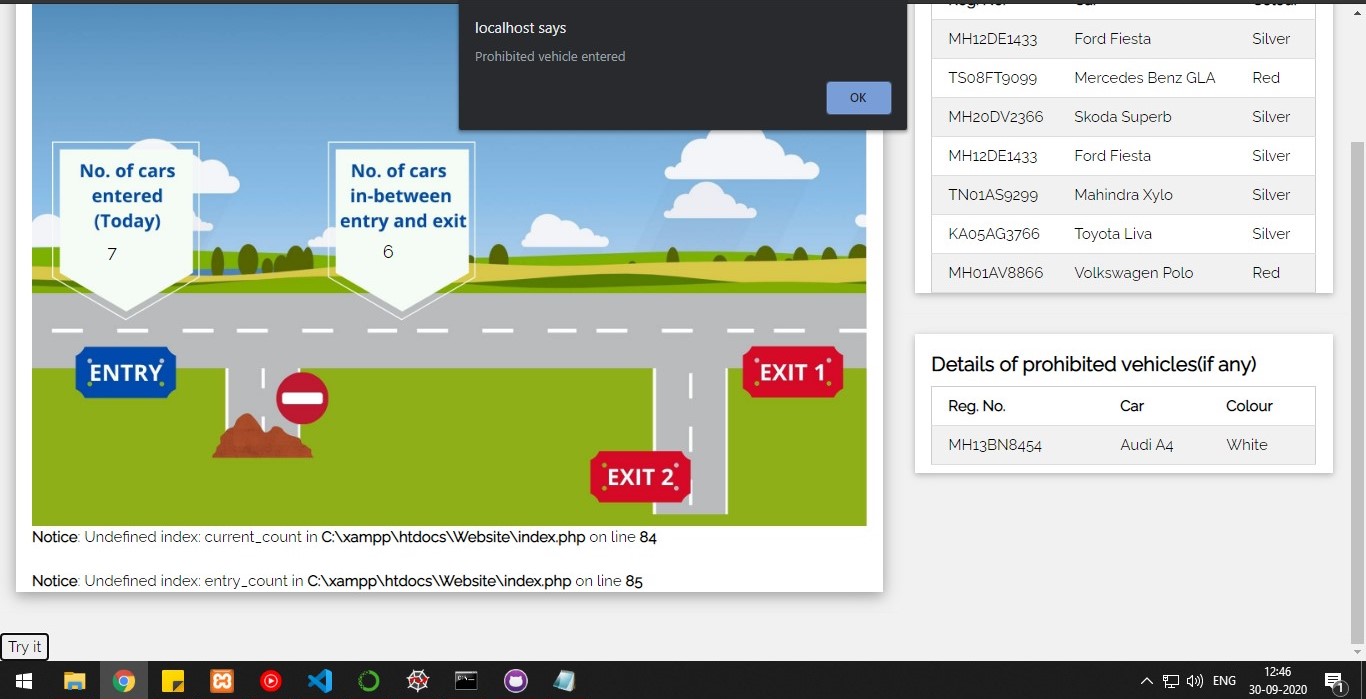 localhost says
Prohibited vehicle entered
OK
No. of cars
entered
(Today)
7
No. of cars
in-between
entry and exit
6
ENTRY
EXIT 1
EXIT 2
Notice: Undefined index: current_count in C:\xampp\htdocs\Website\index.php on line 84
Notice: Undefined index: entry_count in C:\xampp\htdocs\Website\index.php on line 85
Try it
MH12DE1433 Ford Fiesta Silver
TS08FT9099 Mercedes Benz GLA Red
MH20DV2366 Skoda Superb Silver
MH12DE1433 Ford Fiesta Silver
TN01AS9299 Mahindra Xylo Silver
KA05AG3766 Toyota Liva Silver
MH01AV8866 Volkswagen Polo Red
Details of prohibited vehicles(if any)
Reg. No. Car Colour
MH13BN8454 Audi A4 White
ENG
12:46
30-09-2020
1